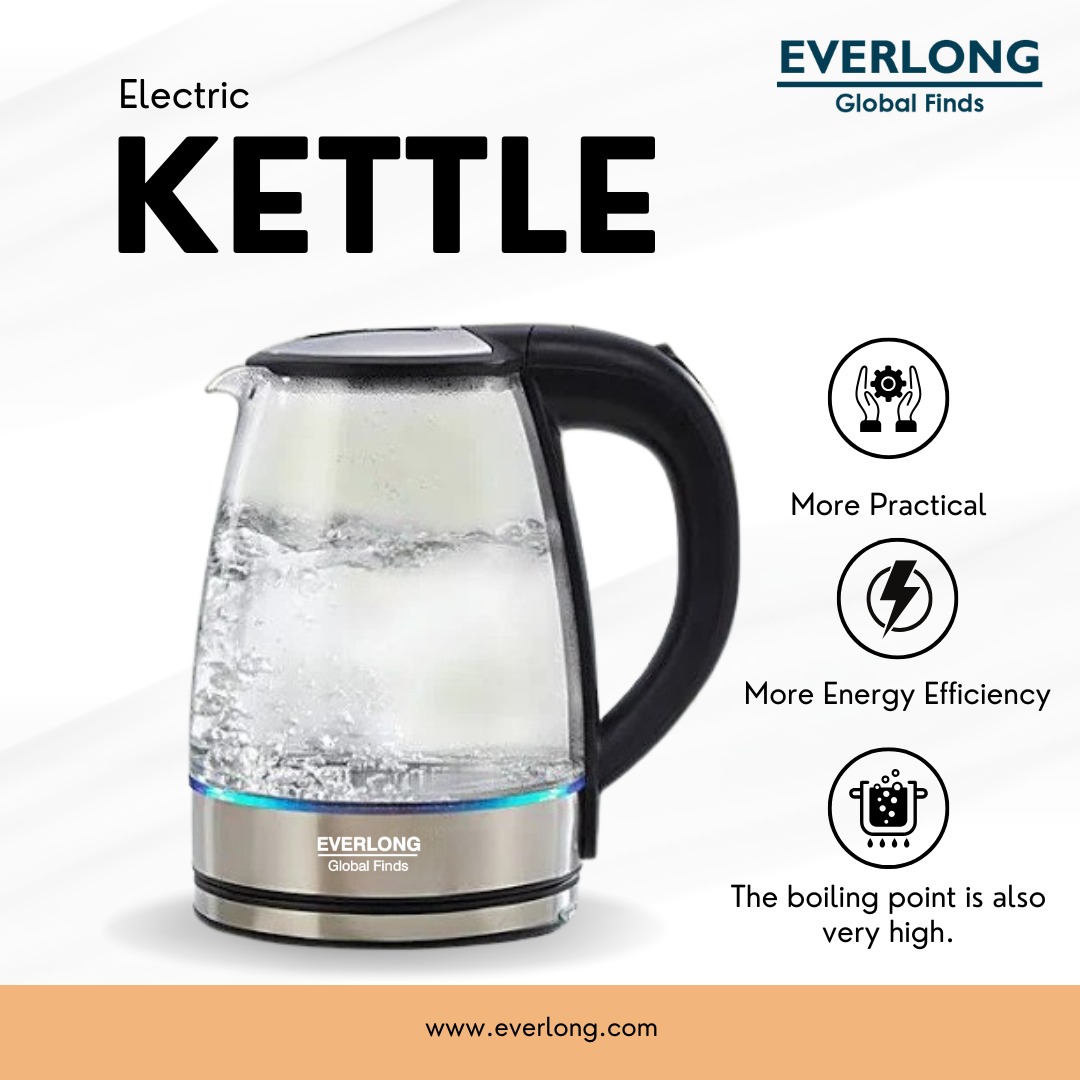 EVERLONG
Global Finds
Electric
KETTLE
More Practical
More Energy Efficiency
EVERLONG
Global Finds
The boiling point is also
very high.
www.everlong.com